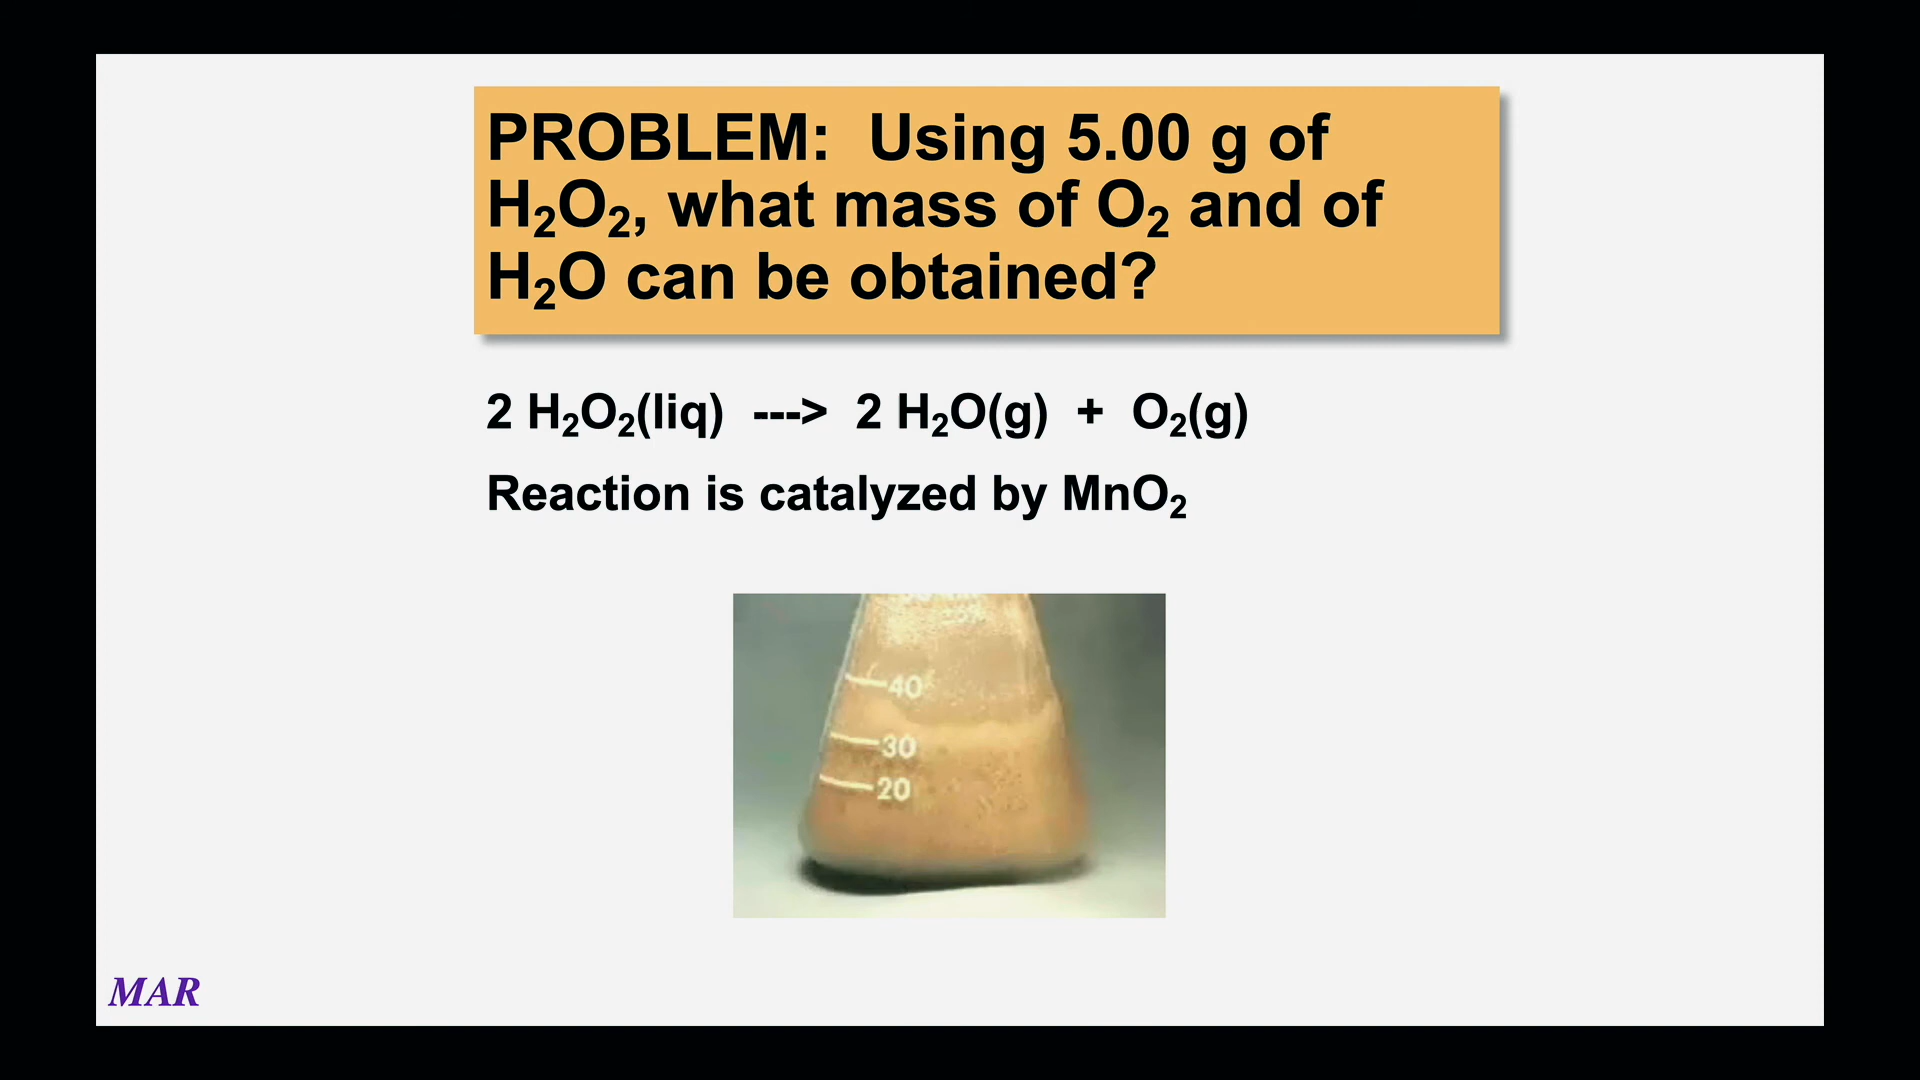 PROBLEM: Using 5.00 g of
H₂O₂, what mass of O₂ and of
H₂O can be obtained?
2 H₂O₂(liq) ---> 2 H₂O(g) + O₂(g)
Reaction is catalyzed by MnO₂
40
30
20
MAR